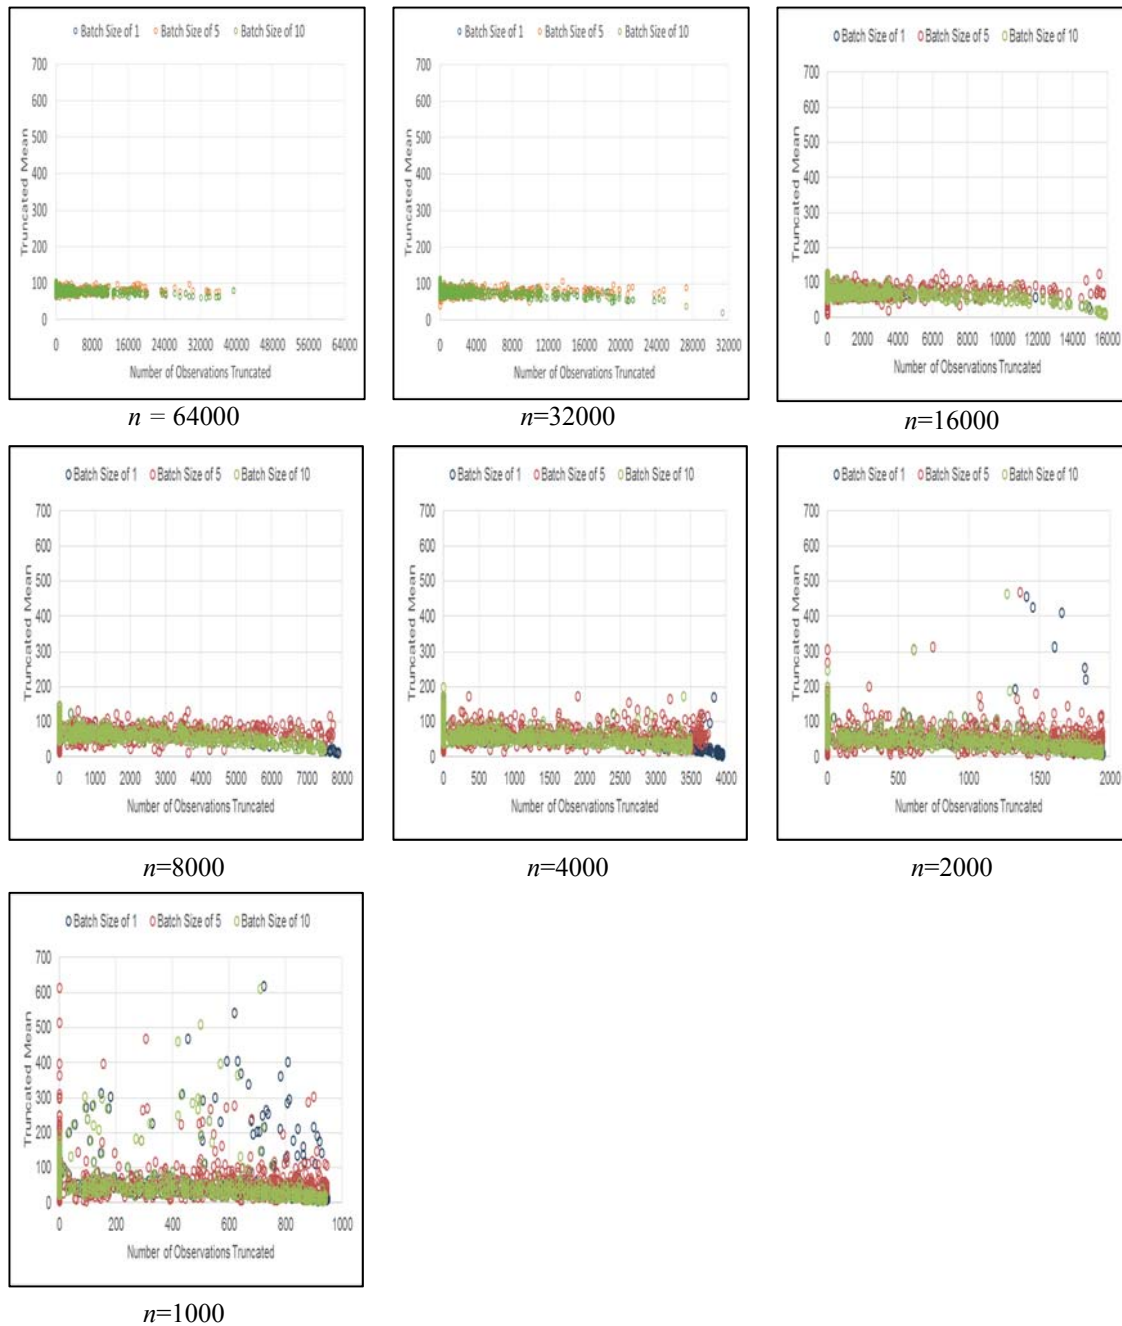 Batch Size of 1 Batch Size of 5 Batch Size of 10
700
600
500
400
300
200
100
0
Truncated Mean
0 8000 16000 24000 32000 40000 48000 56000 64000
Number of Observations Truncated
n = 64000
Batch Size of 1 Batch Size of 5 Batch Size of 10
700
600
500
400
300
200
100
0
Truncated Mean
0 4000 8000 12000 16000 20000 24000 28000 32000
Number of Observations Truncated
n=32000
Batch Size of 1 Batch Size of 5 Batch Size of 10
700
600
500
400
300
200
100
0
Truncated Mean
0 2000 4000 6000 8000 10000 12000 14000 16000
Number of Observations Truncated
n=16000
Batch Size of 1 Batch Size of 5 Batch Size of 10
700
600
500
400
300
200
100
0
Truncated Mean
0 1000 2000 3000 4000 5000 6000 7000 8000
Number of Observations Truncated
n=8000
Batch Size of 1 Batch Size of 5 Batch Size of 10
700
600
500
400
300
200
100
0
Truncated Mean
0 500 1000 1500 2000 2500 3000 3500 4000
Number of Observations Truncated
n=4000
Batch Size of 1 Batch Size of 5 Batch Size of 10
700
600
500
400
300
200
100
0
Truncated Mean
0 500 1000 1500 2000
Number of Observations Truncated
n=2000
Batch Size of 1 Batch Size of 5 Batch Size of 10
700
600
500
400
300
200
100
0
Truncated Mean
0 200 400 600 800 1000
Number of Observations Truncated
n=1000